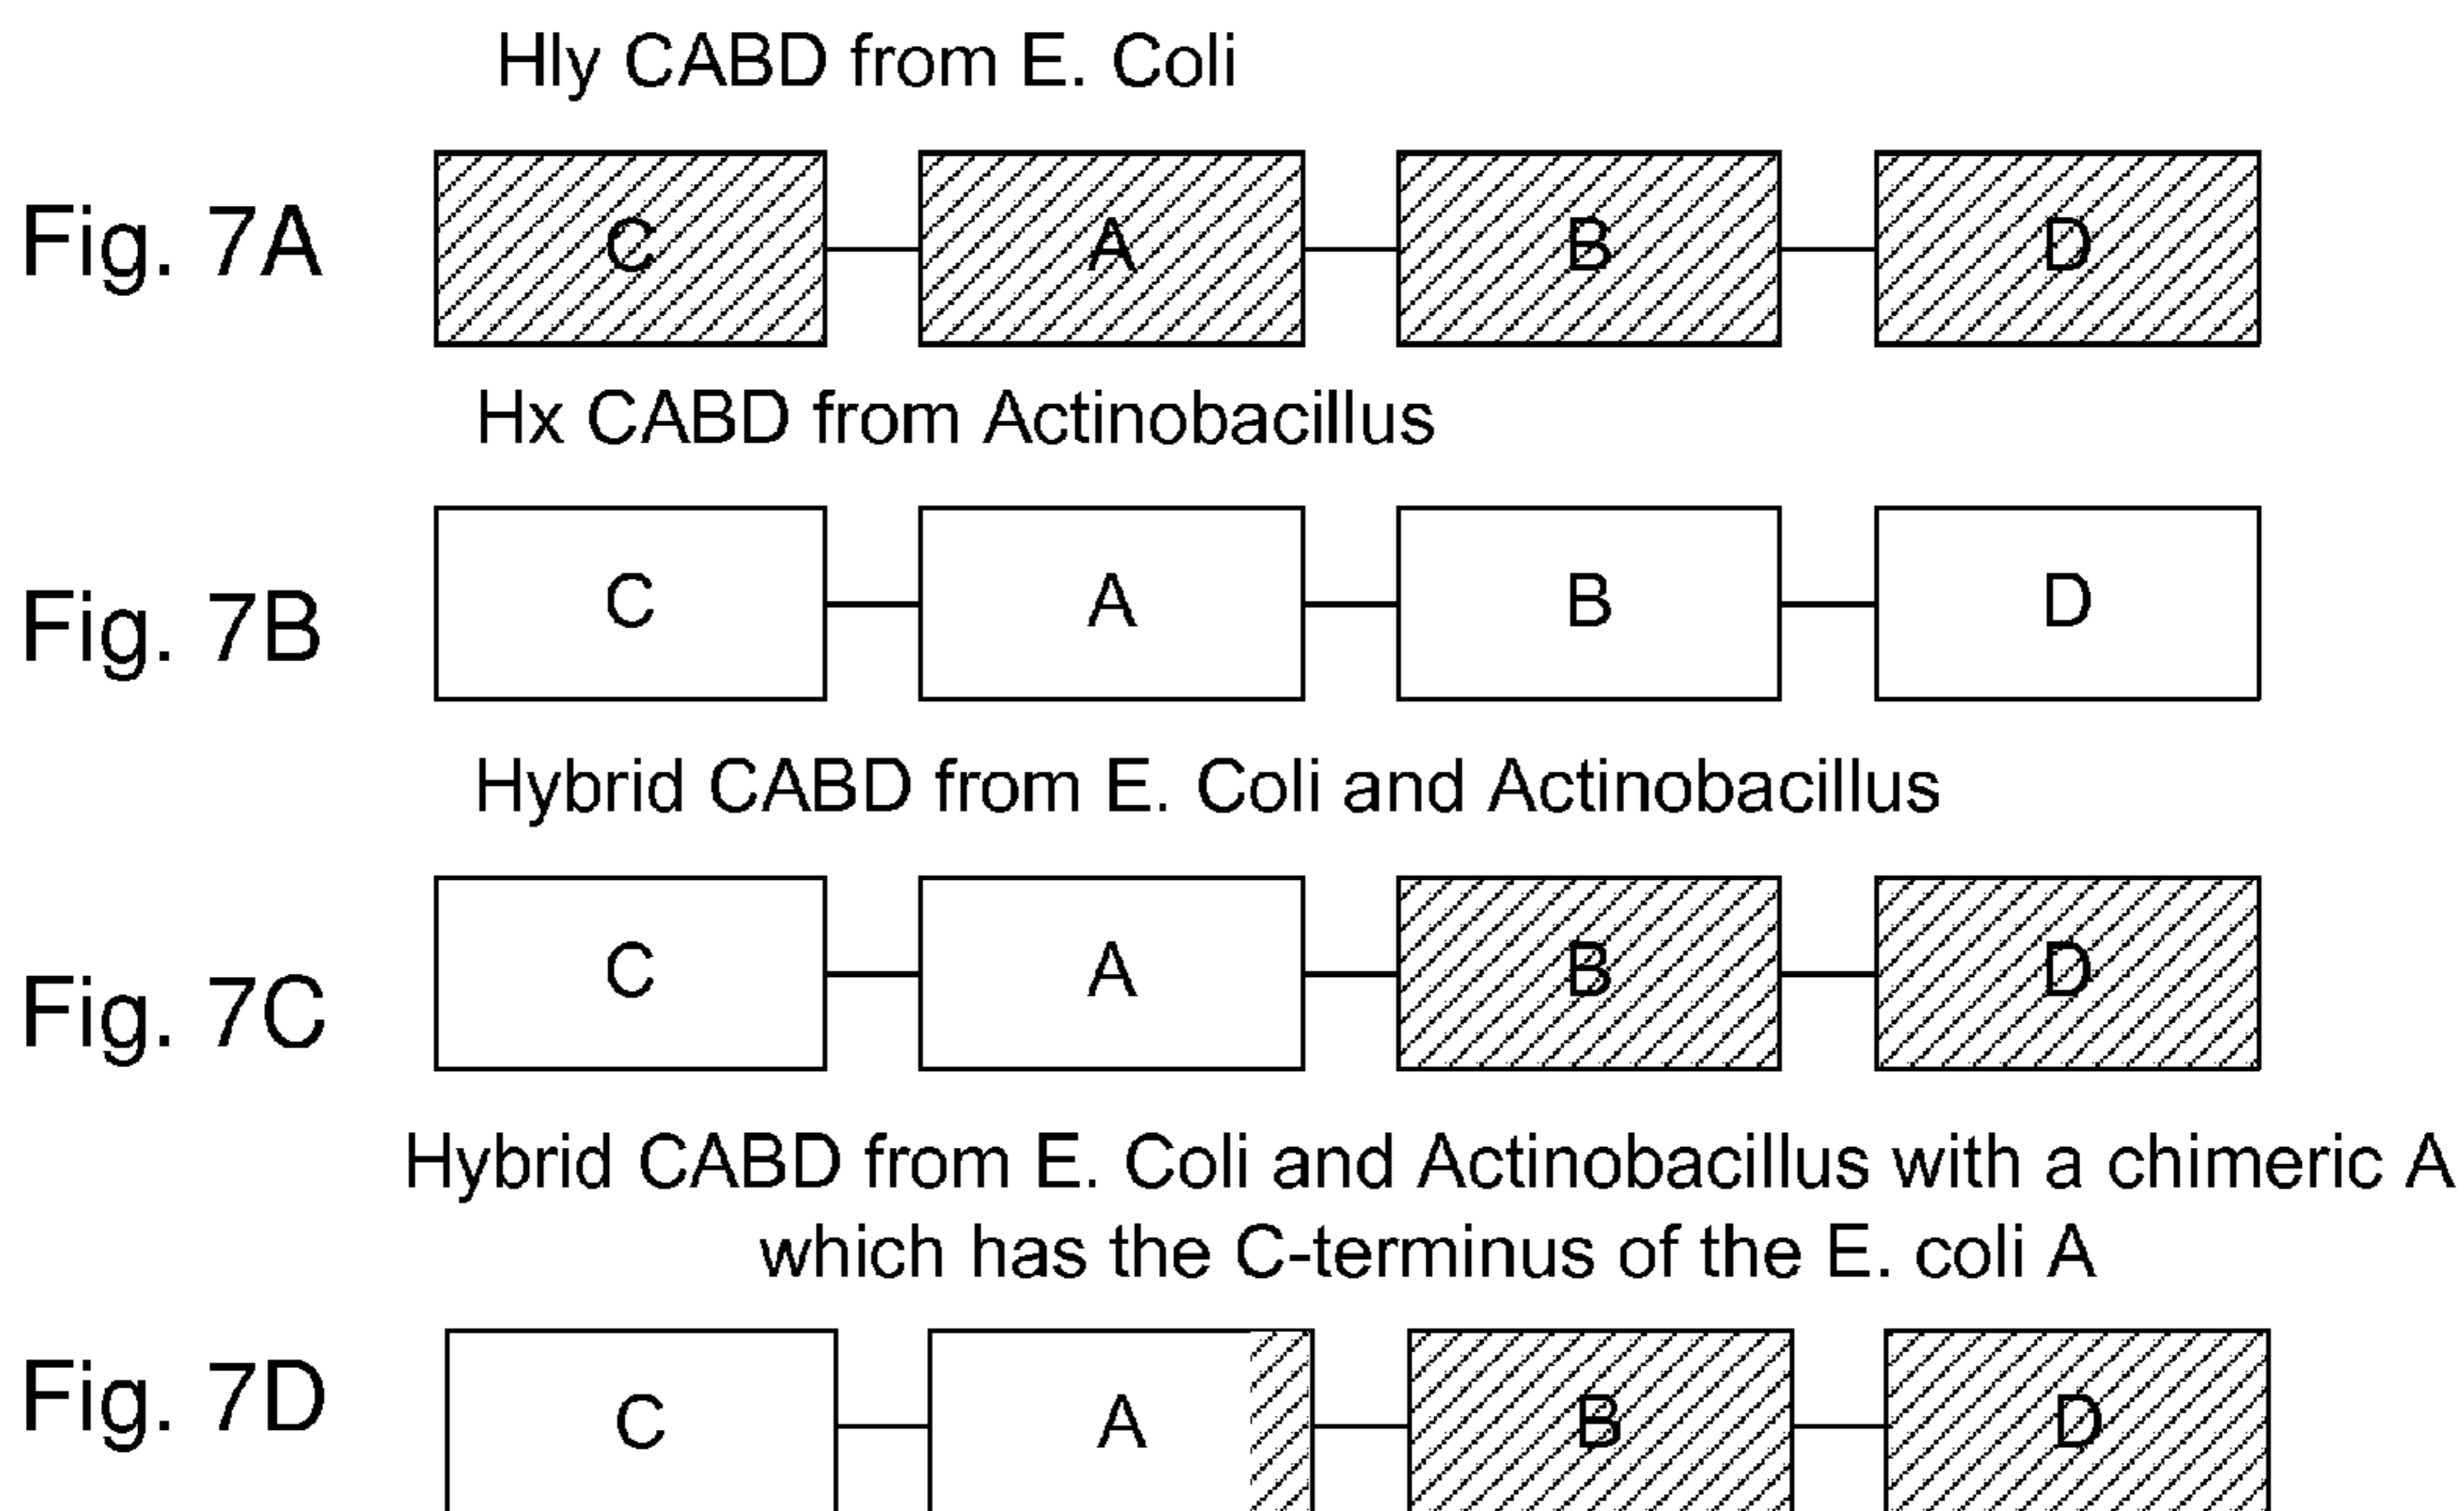 Hly CABD from E. Coli
Fig. 7A C A B D
Hx CABD from Actinobacillus
Fig. 7B C A B D
Hybrid CABD from E. Coli and Actinobacillus
Fig. 7C C A B D
Hybrid CABD from E. Coli and Actinobacillus with a chimeric A
which has the C-terminus of the E. coli A
Fig. 7D C A B D